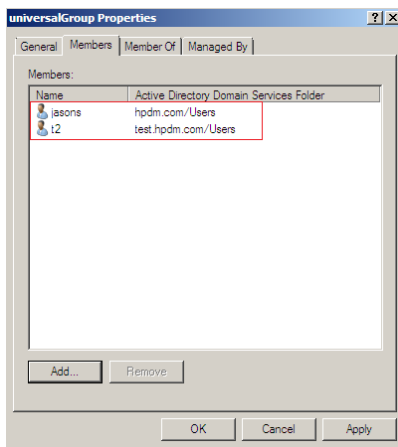 universalGroup Properties ? x
General Members Member Of Managed By
Members:
Name Active Directory Domain Services Folder
jasons hpdm.com/Users
t2 test.hpdm.com/Users
Add... Remove
OK Cancel Apply